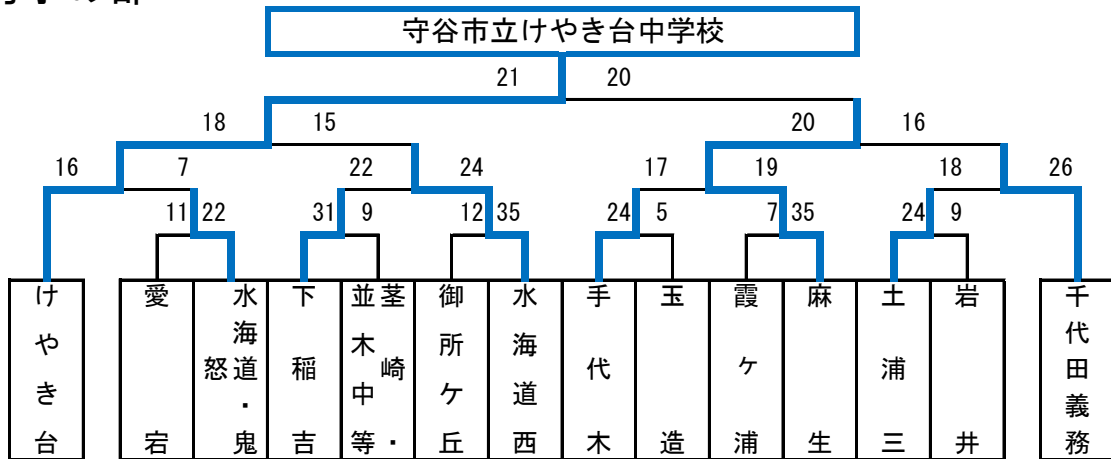 守谷市立けやき台中学校
21 20
18 15 20 16
16 7 22 24 17 19 18 26
11 22 31 9 12 35 24 5 7 35 24 9
けやき台
愛宕
水海道・鬼怒
下稲吉
並木中等
茎崎・
御所ケ丘
水海道西
手代木
玉造
霞ヶ浦
麻生
土浦三
岩井
千代田義務